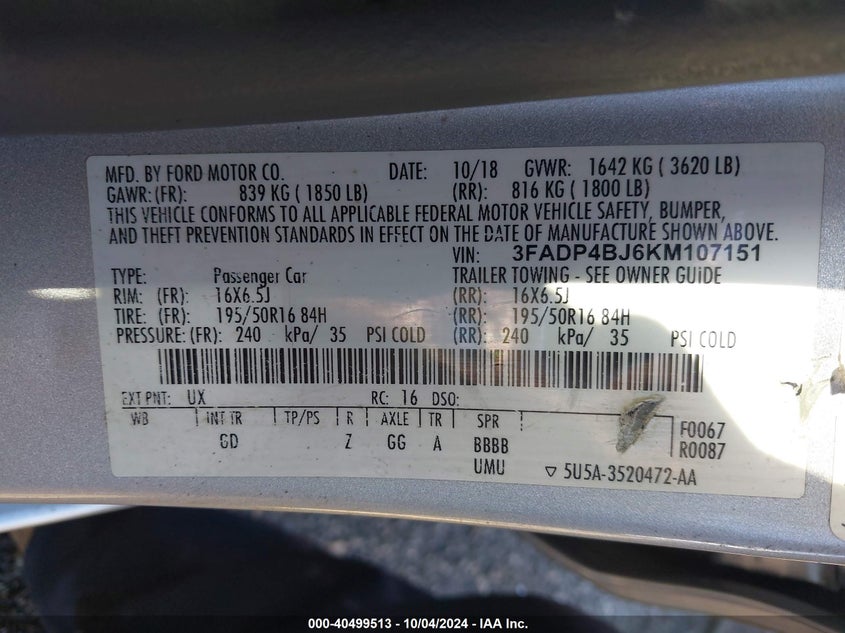 MFD. BY FORD MOTOR CO. DATE: 10/18 GVWR: 1642 KG ( 3620 LB)
GAWR: (FR): 839 KG ( 1850 LB) (RR): 816 KG ( 1800 LB)
THIS VEHICLE CONFORMS TO ALL APPLICABLE FEDERAL MOTOR VEHICLE SAFETY, BUMPER,
AND THEFT PREVENTION STANDARDS IN EFFECT ON THE DATE OF MANUFACTURE SHOWN ABOVE.
VIN: 3FADP4BJ6KM107151
TYPE: Passenger Car TRAILER TOWING - SEE OWNER GUIDE
RIM: (FR): 16X6.5J (RR): 16X6.5J
TIRE: (FR): 195/50R16 84H (RR): 195/50R16 84H
PRESSURE: (FR): 240 kPa/ 35 PSI COLD (RR): 240 kPa/ 35 PSI COLD
EXT PNT: UX RC: 16 DSO:
WB INT TR TP/PS R AXLE TR SPR
GD Z GG A BBBB
UMU
F0067
R0087
▽ 5U5A-3520472-AA
000-40499513 - 10/04/2024 - IAA Inc.